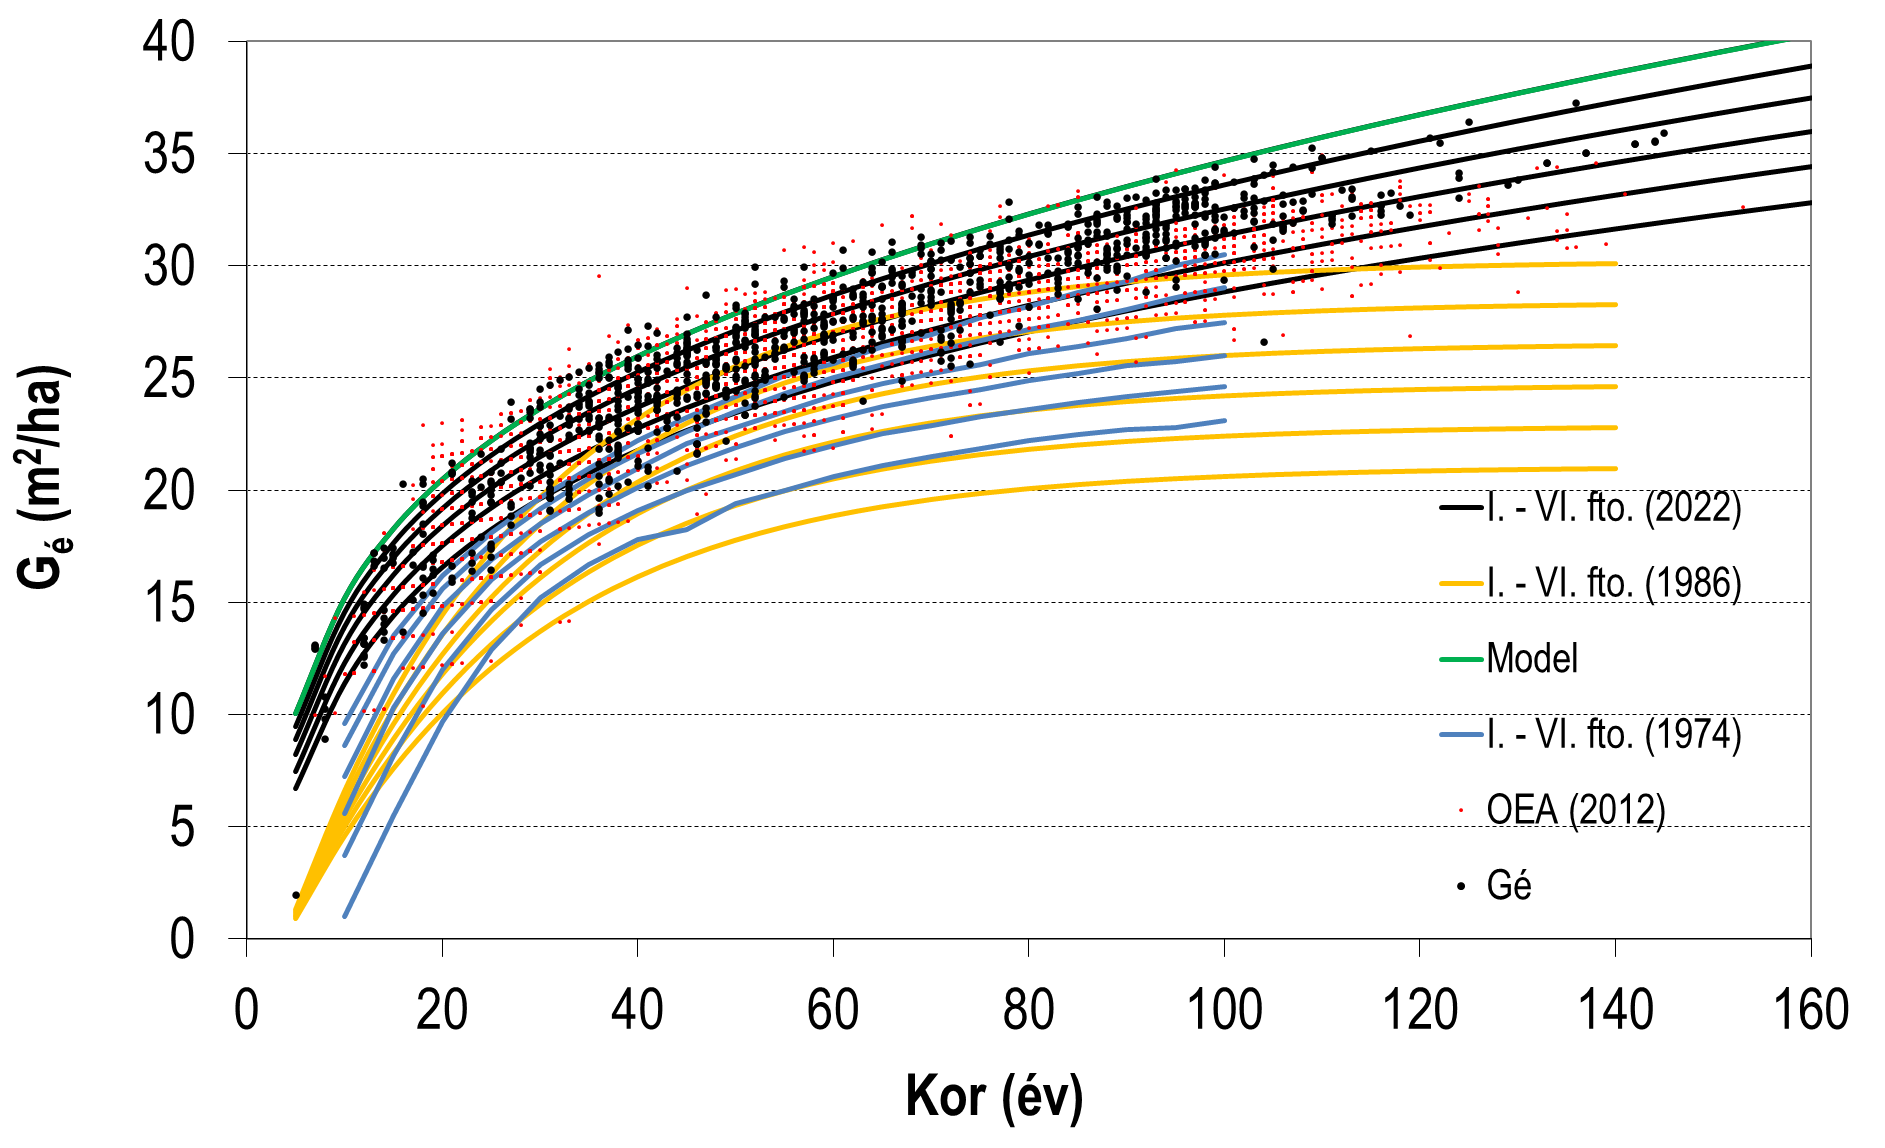 40
35
30
25
20
15
10
5
0
Gé (m²/ha)
0 20 40 60 80 100 120 140 160
Kor (év)
I. - VI. fto. (2022)
I. - VI. fto. (1986)
Model
I. - VI. fto. (1974)
OEA (2012)
Gé